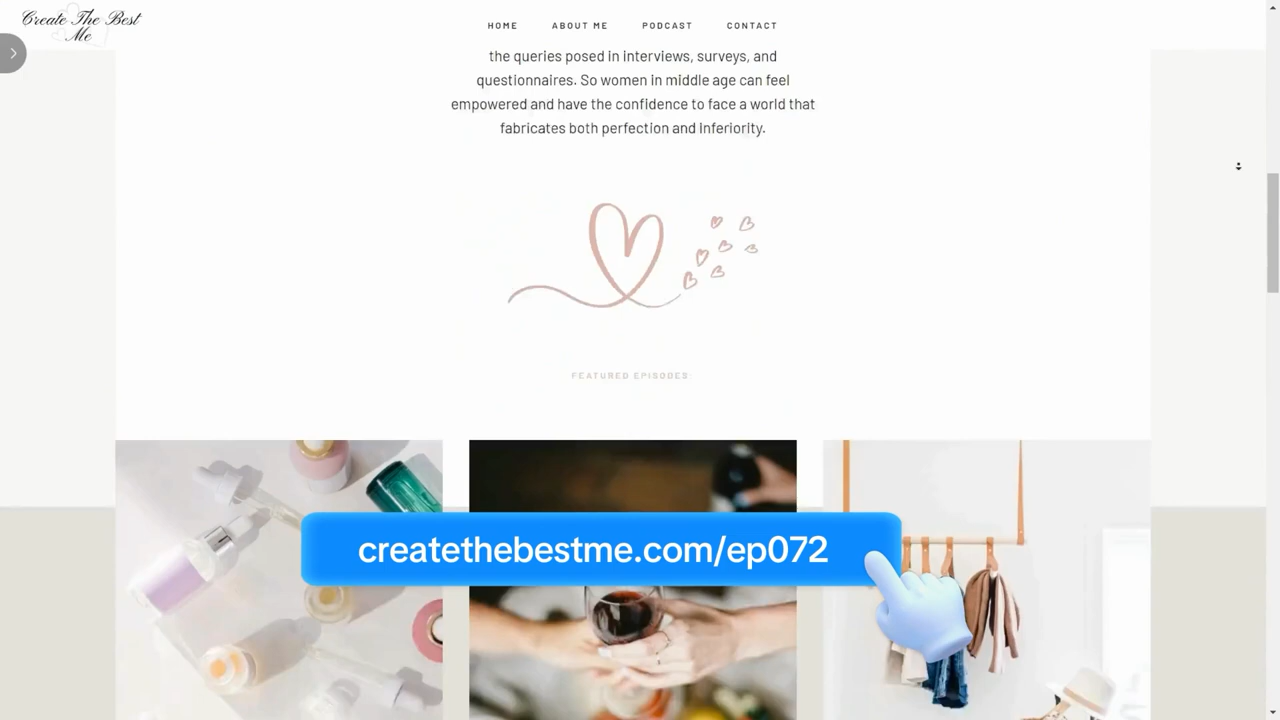 Create The Best
Me
HOME ABOUT ME PODCAST CONTACT
the queries posed in interviews, surveys, and
questionnaires. So women in middle age can feel
empowered and have the confidence to face a world that
fabricates both perfection and Inferiority.
FEATURED EPISODES
createthebestme.com/ep072